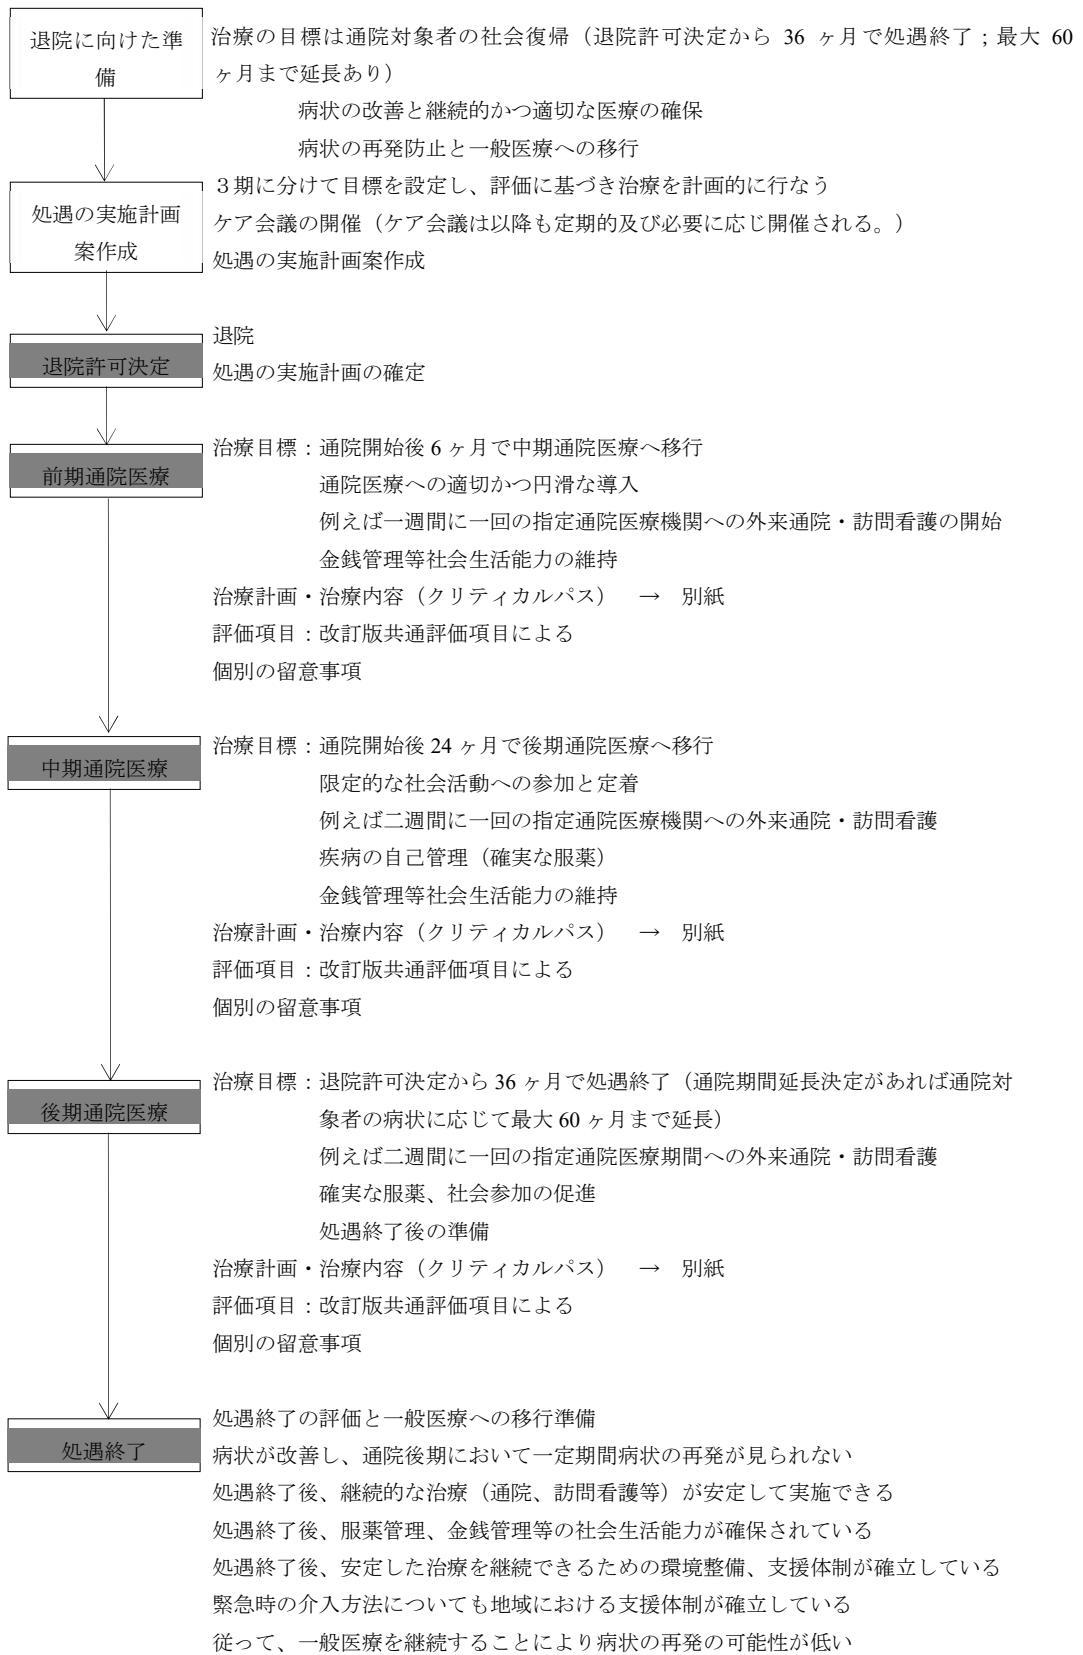 退院に向けた準
備
治療の目標は通院対象者の社会復帰（退院許可決定から 36 ヶ月で処遇終了；最大 60
ヶ月まで延長あり）
病状の改善と継続的かつ適切な医療の確保
病状の再発防止と一般医療への移行
処遇の実施計画
案作成
３期に分けて目標を設定し、評価に基づき治療を計画的に行なう
ケア会議の開催（ケア会議は以降も定期的及び必要に応じ開催される。）
処遇の実施計画案作成
退院許可決定
退院
処遇の実施計画の確定
前期通院医療
治療目標：通院開始後 6 ヶ月で中期通院医療へ移行
通院医療への適切かつ円滑な導入
例えば一週間に一回の指定通院医療機関への外来通院・訪問看護の開始
金銭管理等社会生活能力の維持
治療計画・治療内容（クリティカルパス） → 別紙
評価項目：改訂版共通評価項目による
個別の留意事項
中期通院医療
治療目標：通院開始後 24 ヶ月で後期通院医療へ移行
限定的な社会活動への参加と定着
例えば二週間に一回の指定通院医療機関への外来通院・訪問看護
疾病の自己管理（確実な服薬）
金銭管理等社会生活能力の維持
治療計画・治療内容（クリティカルパス） → 別紙
評価項目：改訂版共通評価項目による
個別の留意事項
後期通院医療
治療目標：退院許可決定から 36 ヶ月で処遇終了（通院期間延長決定があれば通院対
象者の病状に応じて最大 60 ヶ月まで延長）
例えば二週間に一回の指定通院医療期間への外来通院・訪問看護
確実な服薬、社会参加の促進
処遇終了後の準備
治療計画・治療内容（クリティカルパス） → 別紙
評価項目：改訂版共通評価項目による
個別の留意事項
処遇終了
処遇終了の評価と一般医療への移行準備
病状が改善し、通院後期において一定期間病状の再発が見られない
処遇終了後、継続的な治療（通院、訪問看護等）が安定して実施できる
処遇終了後、服薬管理、金銭管理等の社会生活能力が確保されている
処遇終了後、安定した治療を継続できるための環境整備、支援体制が確立している
緊急時の介入方法についても地域における支援体制が確立している
従って、一般医療を継続することにより病状の再発の可能性が低い